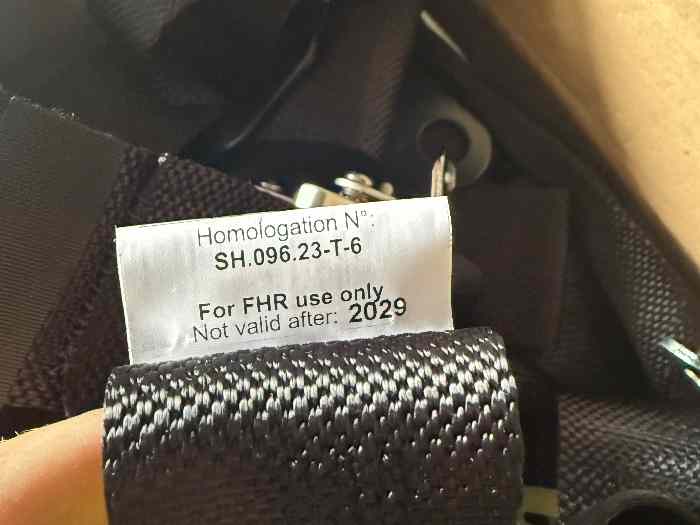 Homologation N°:
SH.096.23-T-6
For FHR use only
Not valid after: 2029